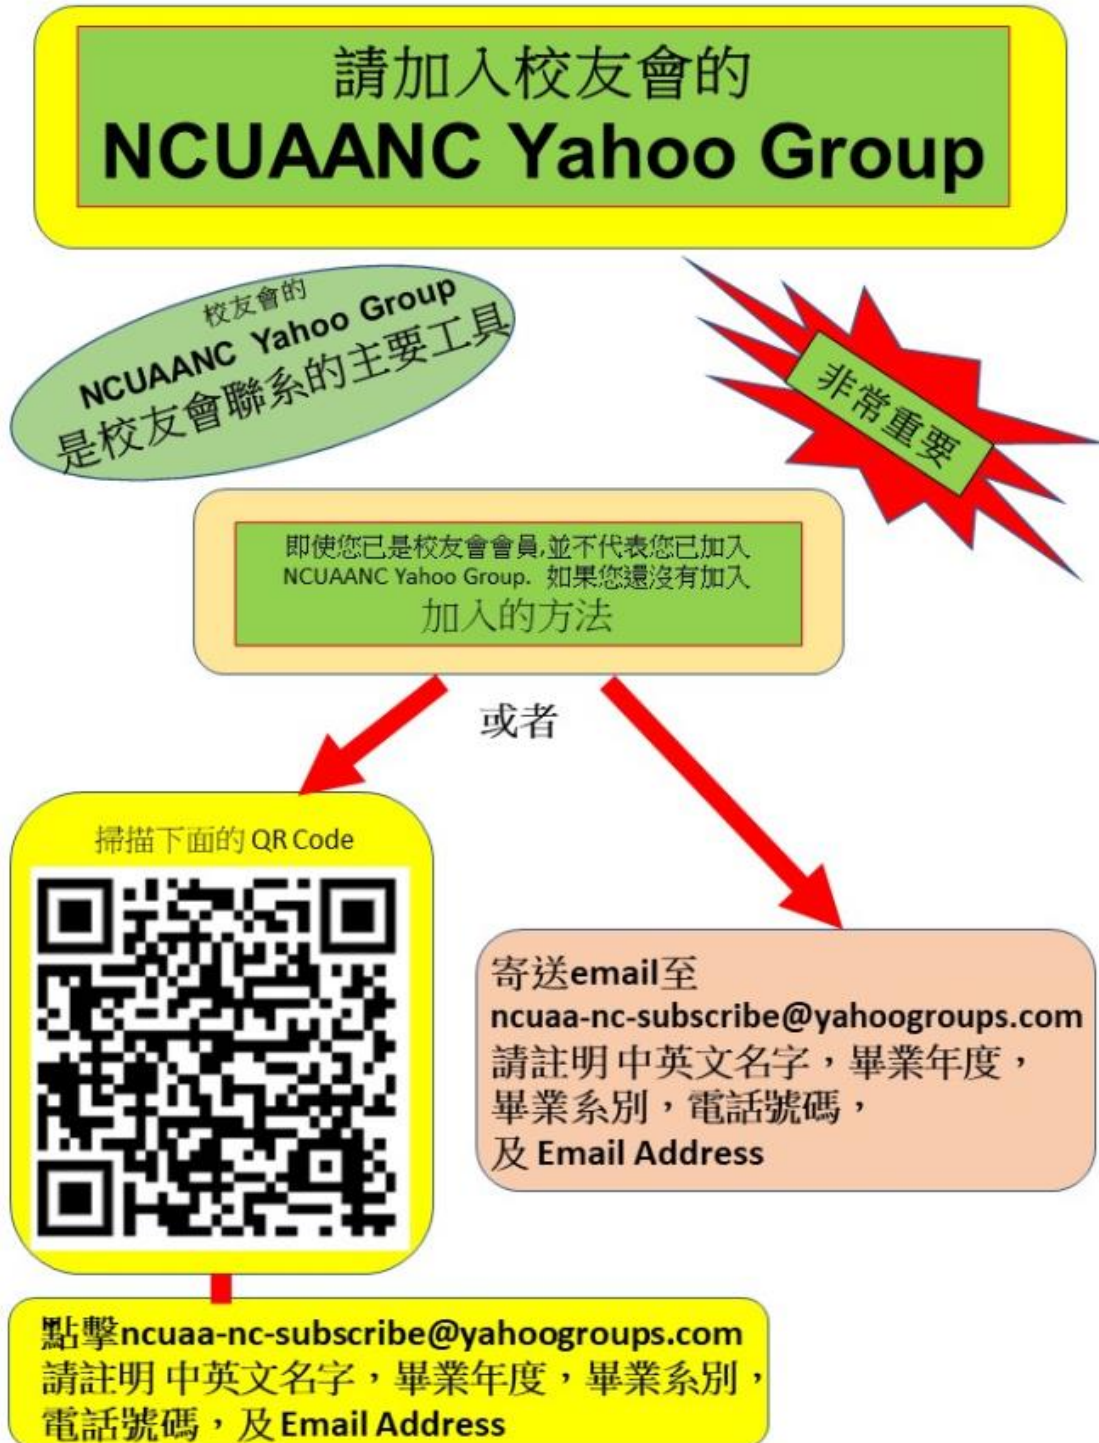 請加入校友會的
NCUAANC Yahoo Group
校友會的
NCUAANC Yahoo Group
是校友會聯系的主要工具
非常重要
即使您已是校友會會員,並不代表您已加入
NCUAANC Yahoo Group. 如果您還沒有加入
加入的方法
或者
掃描下面的 QR Code
寄送email至
ncuaa-nc-subscribe@yahoogroups.com
請註明 中英文名字，畢業年度，
畢業系別，電話號碼，
及 Email Address
點擊ncuaa-nc-subscribe@yahoogroups.com
請註明 中英文名字，畢業年度，畢業系別，
電話號碼，及 Email Address